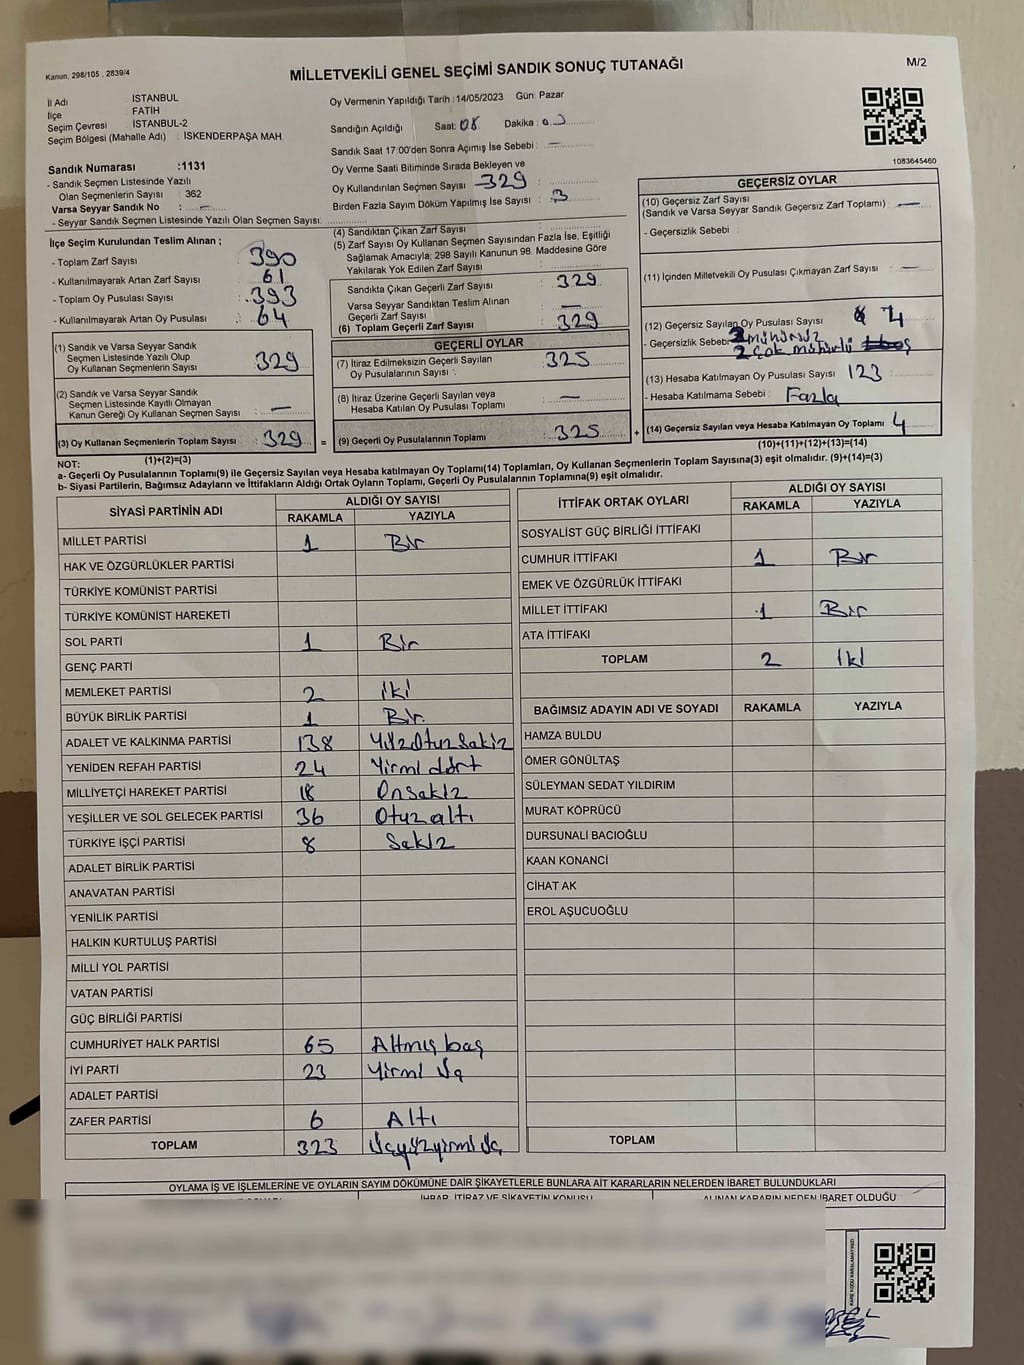 Kanun, 298/105 , 2839/4
MİLLETVEKİLİ GENEL SEÇİMİ SANDIK SONUÇ TUTANAĞI
M/2
İl Adı : İSTANBUL
İlçe FATİH
Seçim Çevresi : İSTANBUL-2
Seçim Bölgesi (Mahalle Adı) : İSKENDERPAŞA MAH.
Sandık Numarası :1131
- Sandık Seçmen Listesinde Yazılı
Olan Seçmenlerin Sayısı : 362
Varsa Seyyar Sandık No : —
- Seyyar Sandık Seçmen Listesinde Yazılı Olan Seçmen Sayısı:
Oy Vermenin Yapıldığı Tarih :14/05/2023 Gün: Pazar
Sandığın Açıldığı Saat: 08 Dakika :
Sandık Saat 17:00'den Sonra Açımış İse Sebebi : —
Oy Verme Saati Bitiminde Sırada Bekleyen ve
Oy Kullandırılan Seçmen Sayısı 329
Birden Fazla Sayım Döküm Yapılmış İse Sayısı :
1083645460
İlçe Seçim Kurulundan Teslim Alınan ;
- Toplam Zarf Sayısı : 390
- Kullanılmayarak Artan Zarf Sayısı : 61
- Toplam Oy Pusulası Sayısı : 393
- Kullanılmayarak Artan Oy Pusulası : 64
(1) Sandık ve Varsa Seyyar Sandık
Seçmen Listesinde Yazılı Olup
Oy Kullanan Seçmenlerin Sayısı : 329
(2) Sandık ve Varsa Seyyar Sandık
Seçmen Listesinde Kayıtlı Olmayan
Kanun Gereği Oy Kullanan Seçmen Sayısı : —
(3) Oy Kullanan Seçmenlerin Toplam Sayısı : 329 =
(1)+(2)=(3)
(4) Sandıktan Çıkan Zarf Sayısı :
(5) Zarf Sayısı Oy Kullanan Seçmen Sayısından Fazla İse, Eşitliği
Sağlamak Amacıyla; 298 Sayılı Kanunun 98. Maddesine Göre
Yakılarak Yok Edilen Zarf Sayısı :
Sandıkta Çıkan Geçerli Zarf Sayısı : 329
Varsa Seyyar Sandıktan Teslim Alınan
Geçerli Zarf Sayısı : —
(6) Toplam Geçerli Zarf Sayısı : 329
GEÇERLİ OYLAR
(7) İtiraz Edilmeksizin Geçerli Sayılan
Oy Pusulalarının Sayısı : 325
(8) İtiraz Üzerine Geçerli Sayılan veya
Hesaba Katılan Oy Pusulası Toplamı : —
(9) Geçerli Oy Pusulalarının Toplamı : 325 +
GEÇERSİZ OYLAR
(10) Geçersiz Zarf Sayısı
(Sandık ve Varsa Seyyar Sandık Geçersiz Zarf Toplamı) : —
- Geçersizlik Sebebi :
(11) İçinden Milletvekili Oy Pusulası Çıkmayan Zarf Sayısı : —
(12) Geçersiz Sayılan Oy Pusulası Sayısı : 4
- Geçersizlik Sebebi mühürsüz
2 çok mühürlü
(13) Hesaba Katılmayan Oy Pusulası Sayısı 123
- Hesaba Katılmama Sebebi : Fazla
(14) Geçersiz Sayılan veya Hesaba Katılmayan Oy Toplamı : 4
(10)+(11)+(12)+(13)=(14)
NOT:
a- Geçerli Oy Pusulalarının Toplamı(9) ile Geçersiz Sayılan veya Hesaba katılmayan Oy Toplamı(14) Toplamları, Oy Kullanan Seçmenlerin Toplam Sayısına(3) eşit olmalıdır. (9)+(14)=(3)
b- Siyasi Partilerin, Bağımsız Adayların ve İttifakların Aldığı Ortak Oyların Toplamı, Geçerli Oy Pusulalarının Toplamına(9) eşit olmalıdır.
SİYASİ PARTİNİN ADI ALDIĞI OY SAYISI
RAKAMLA YAZIYLA
MİLLET PARTİSİ 1 Bir
HAK VE ÖZGÜRLÜKLER PARTİSİ
TÜRKİYE KOMÜNİST PARTİSİ
TÜRKİYE KOMÜNİST HAREKETİ
SOL PARTİ 1 Bir
GENÇ PARTİ
MEMLEKET PARTİSİ 2 İki
BÜYÜK BİRLİK PARTİSİ 1 Bir.
ADALET VE KALKINMA PARTİSİ 138 YüzOtuzSakiz
YENİDEN REFAH PARTİSİ 24 Yirmi dört
MİLLİYETÇİ HAREKET PARTİSİ 18 Onsakiz
YEŞİLLER VE SOL GELECEK PARTİSİ 36 Otuzaltı
TÜRKİYE İŞÇİ PARTİSİ 8 Sakiz
ADALET BİRLİK PARTİSİ
ANAVATAN PARTİSİ
YENİLİK PARTİSİ
HALKIN KURTULUŞ PARTİSİ
MİLLİ YOL PARTİSİ
VATAN PARTİSİ
GÜÇ BİRLİĞİ PARTİSİ
CUMHURİYET HALK PARTİSİ 65 Altmış baş
İYİ PARTİ 23 Yirmi Üç
ADALET PARTİSİ
ZAFER PARTİSİ 6 Altı
TOPLAM 323 Üçyüzyirmi Üç
İTTİFAK ORTAK OYLARI ALDIĞI OY SAYISI
RAKAMLA YAZIYLA
SOSYALİST GÜÇ BİRLİĞİ İTTİFAKI
CUMHUR İTTİFAKI 1 Bir
EMEK VE ÖZGÜRLÜK İTTİFAKI
MİLLET İTTİFAKI 1 Bir
ATA İTTİFAKI
TOPLAM 2 İki
BAĞIMSIZ ADAYIN ADI VE SOYADI RAKAMLA YAZIYLA
HAMZA BULDU
ÖMER GÖNÜLTAŞ
SÜLEYMAN SEDAT YILDIRIM
MURAT KÖPRÜCÜ
DURSUNALİ BACIOĞLU
KAAN KONANCİ
CİHAT AK
EROL AŞUCUOĞLU
TOPLAM
OYLAMA İŞ VE İŞLEMLERİNE VE OYLARIN SAYIM DÖKÜMÜNE DAİR ŞİKAYETLERLE BUNLARA AİT KARARLARIN NELERDEN İBARET BULUNDUKLARI
İHBAR, İTİRAZ VE ŞİKAYETİN KONUSU ALINAN KARARIN NEDEN İBARET OLDUĞU
KARE KODU KARALAMAYINIZ!